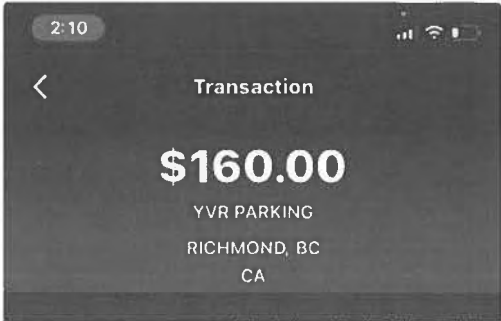 2:10
Transaction
$160.00
YVR PARKING
RICHMOND, BC
CA